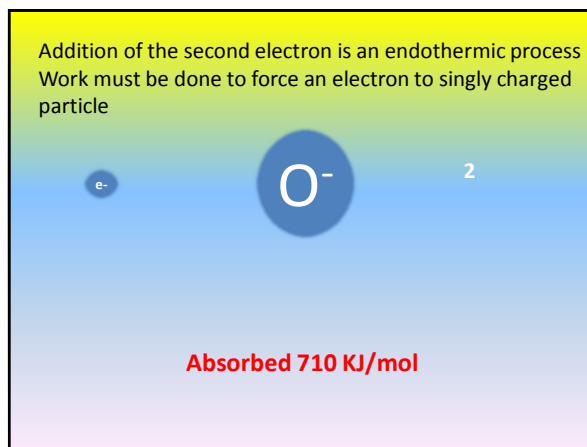 Addition of the second electron is an endothermic process
Work must be done to force an electron to singly charged
particle
e- O⁻ 2
Absorbed 710 KJ/mol